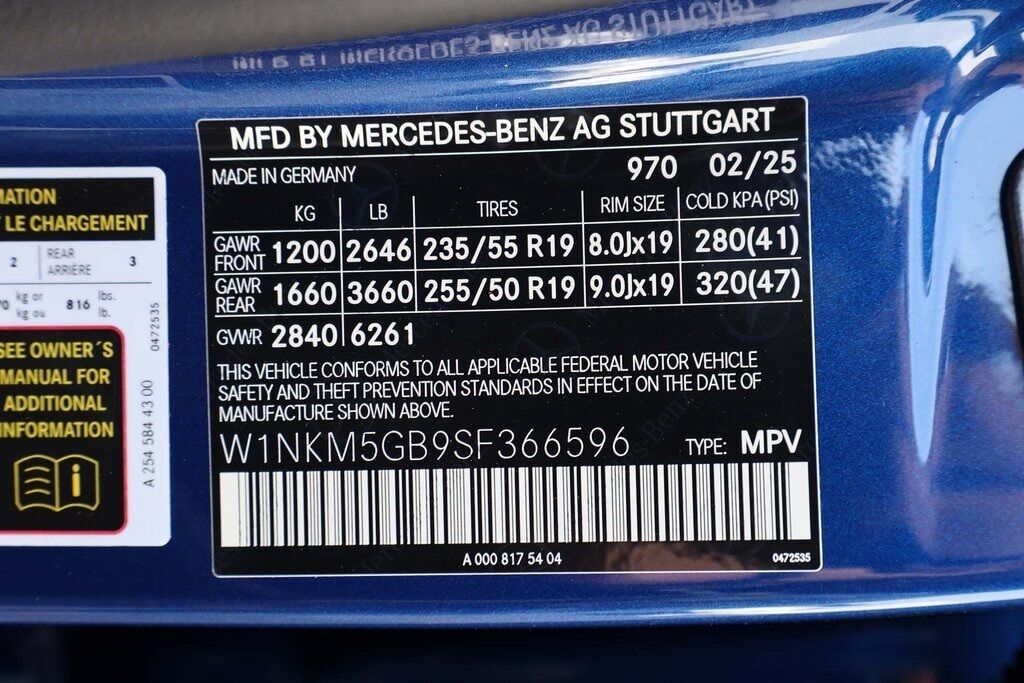 MFD BY MERCEDES-BENZ AG STUTTGART
MADE IN GERMANY 970 02/25
KG LB TIRES RIM SIZE COLD KPA (PSI)
GAWR FRONT 1200 2646 235/55 R19 8.0Jx19 280(41)
GAWR REAR 1660 3660 255/50 R19 9.0Jx19 320(47)
GVWR 2840 6261
THIS VEHICLE CONFORMS TO ALL APPLICABLE FEDERAL MOTOR VEHICLE
SAFETY AND THEFT PREVENTION STANDARDS IN EFFECT ON THE DATE OF
MANUFACTURE SHOWN ABOVE.
W1NKM5GB9SF366596 TYPE: MPV
A 000 817 54 04 0472535
LE CHARGEMENT
2 REAR ARRIÈRE 3
kg or kg ou 816 lbs. lb.
SEE OWNER´S
MANUAL FOR
ADDITIONAL
INFORMATION
A 254 584 43 00 0472535